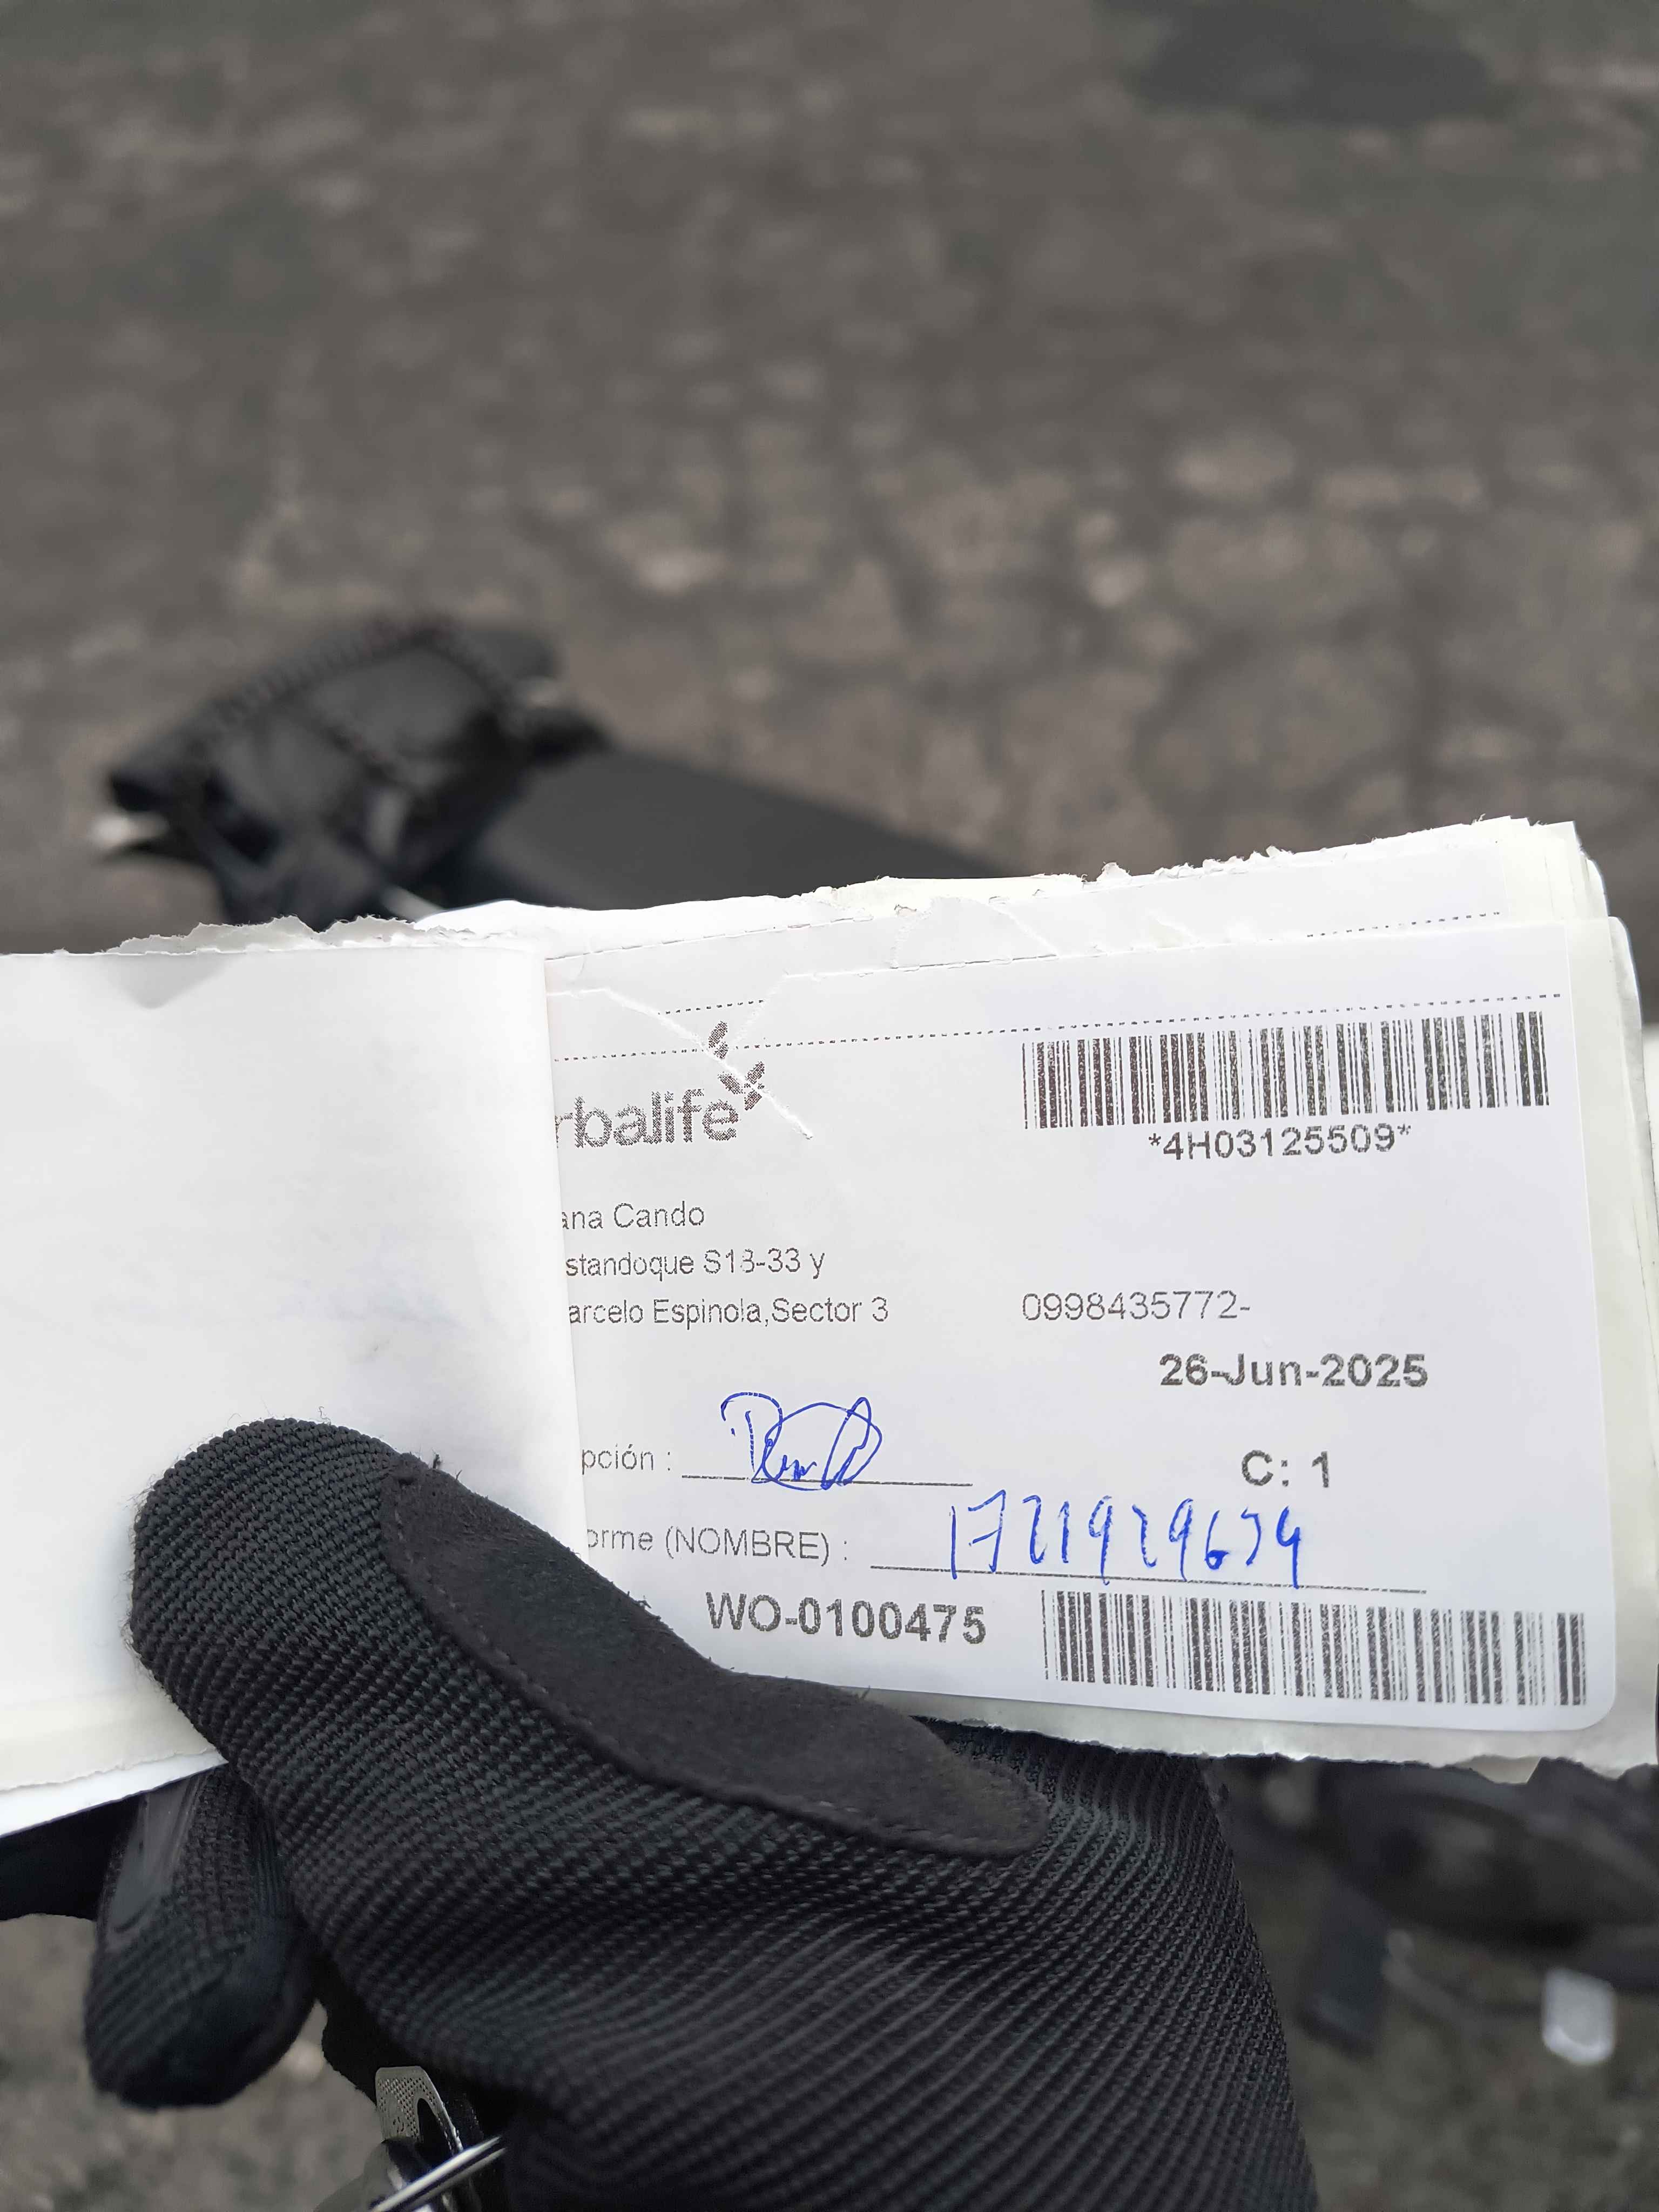 rbalife
*4H03125509*
ana Cando
standoque S18-33 y
arcelo Espinola,Sector 3
0998435772-
26-Jun-2025
pción :
C: 1
orme (NOMBRE) : 1721929634
WO-0100475